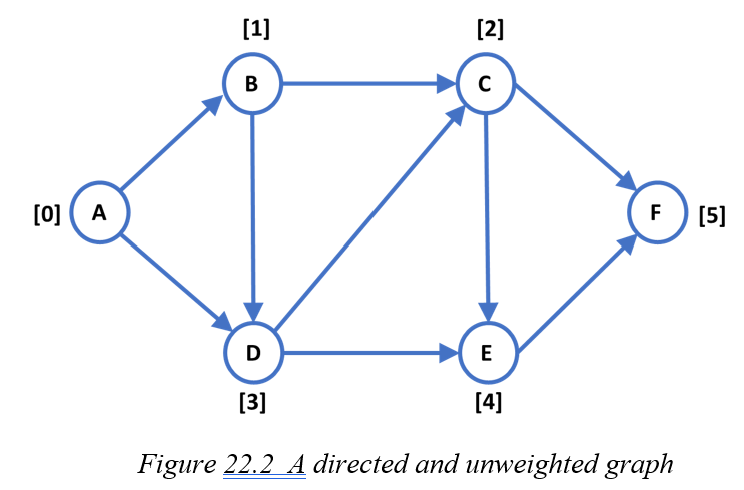 [1] [2]
B C
[0] A F [5]
D E
[3] [4]
Figure 22.2 A directed and unweighted graph